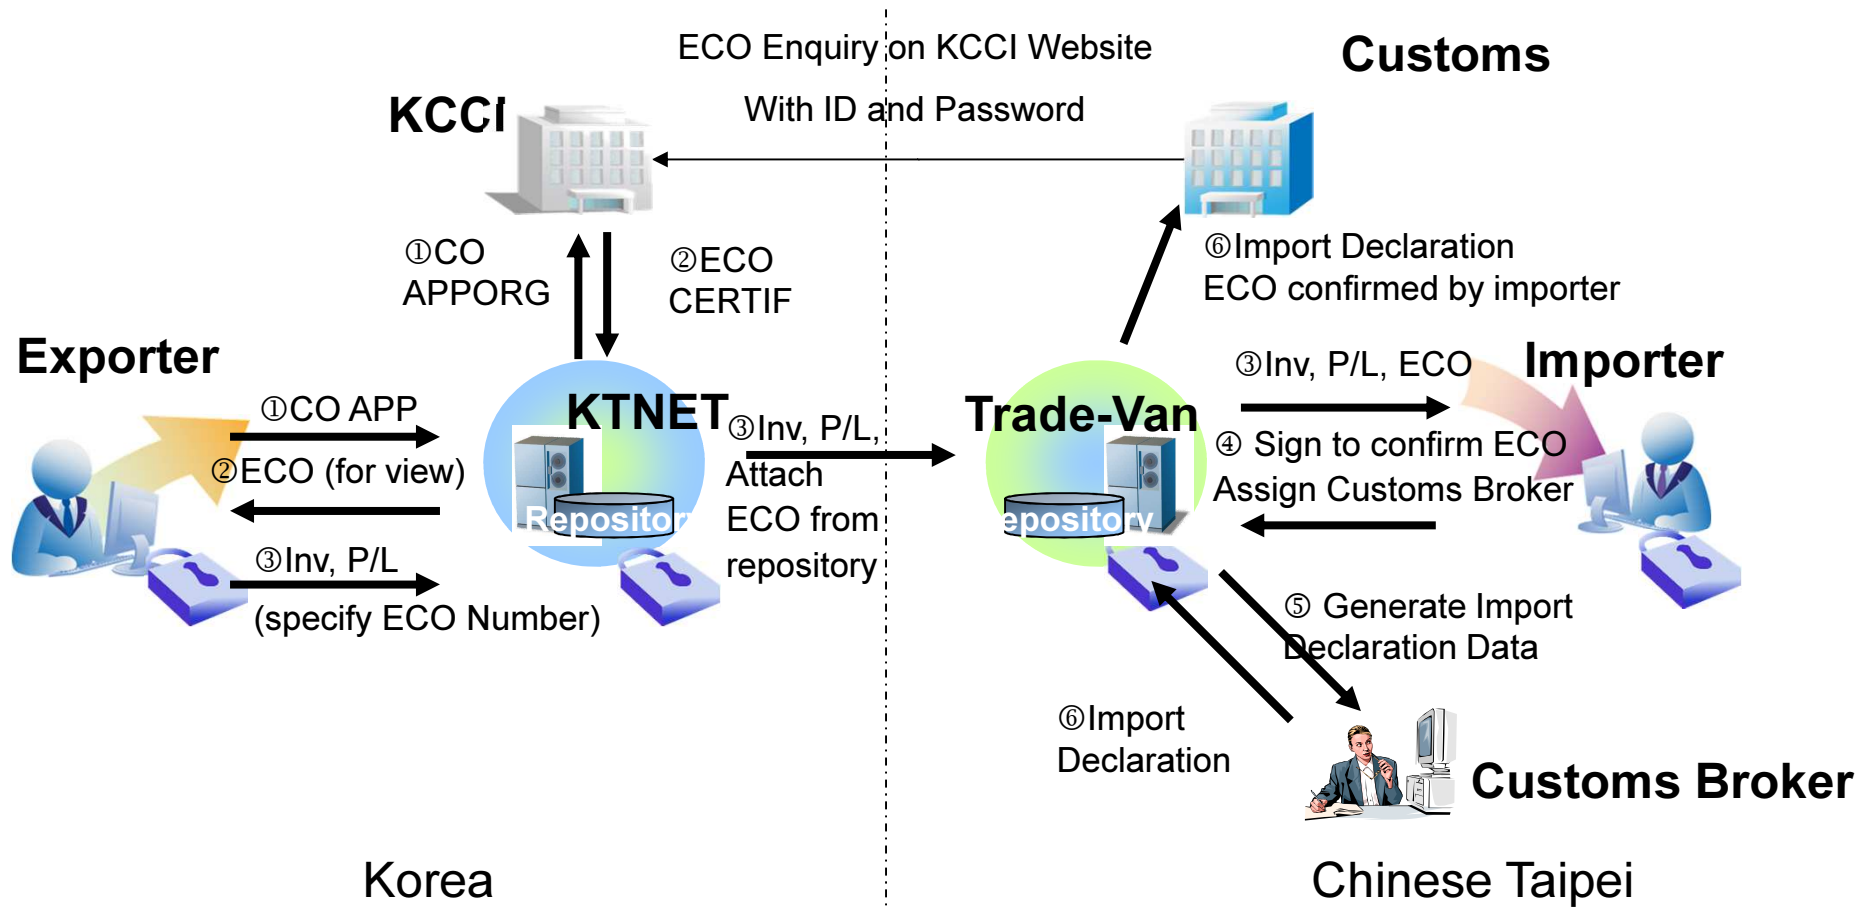 ECO Enquiry on KCCI Website
With ID and Password
Customs
KCCI
①CO
APPORG
②ECO
CERTIF
⑥Import Declaration
ECO confirmed by importer
Exporter
①CO APP
②ECO (for view)
③Inv, P/L
(specify ECO Number)
KTNET
Repository
③Inv, P/L,
Attach
ECO from
repository
Trade-Van
epository
③Inv, P/L, ECO
④ Sign to confirm ECO
Assign Customs Broker
Importer
⑤ Generate Import
Declaration Data
⑥Import
Declaration
Customs Broker
Korea
Chinese Taipei